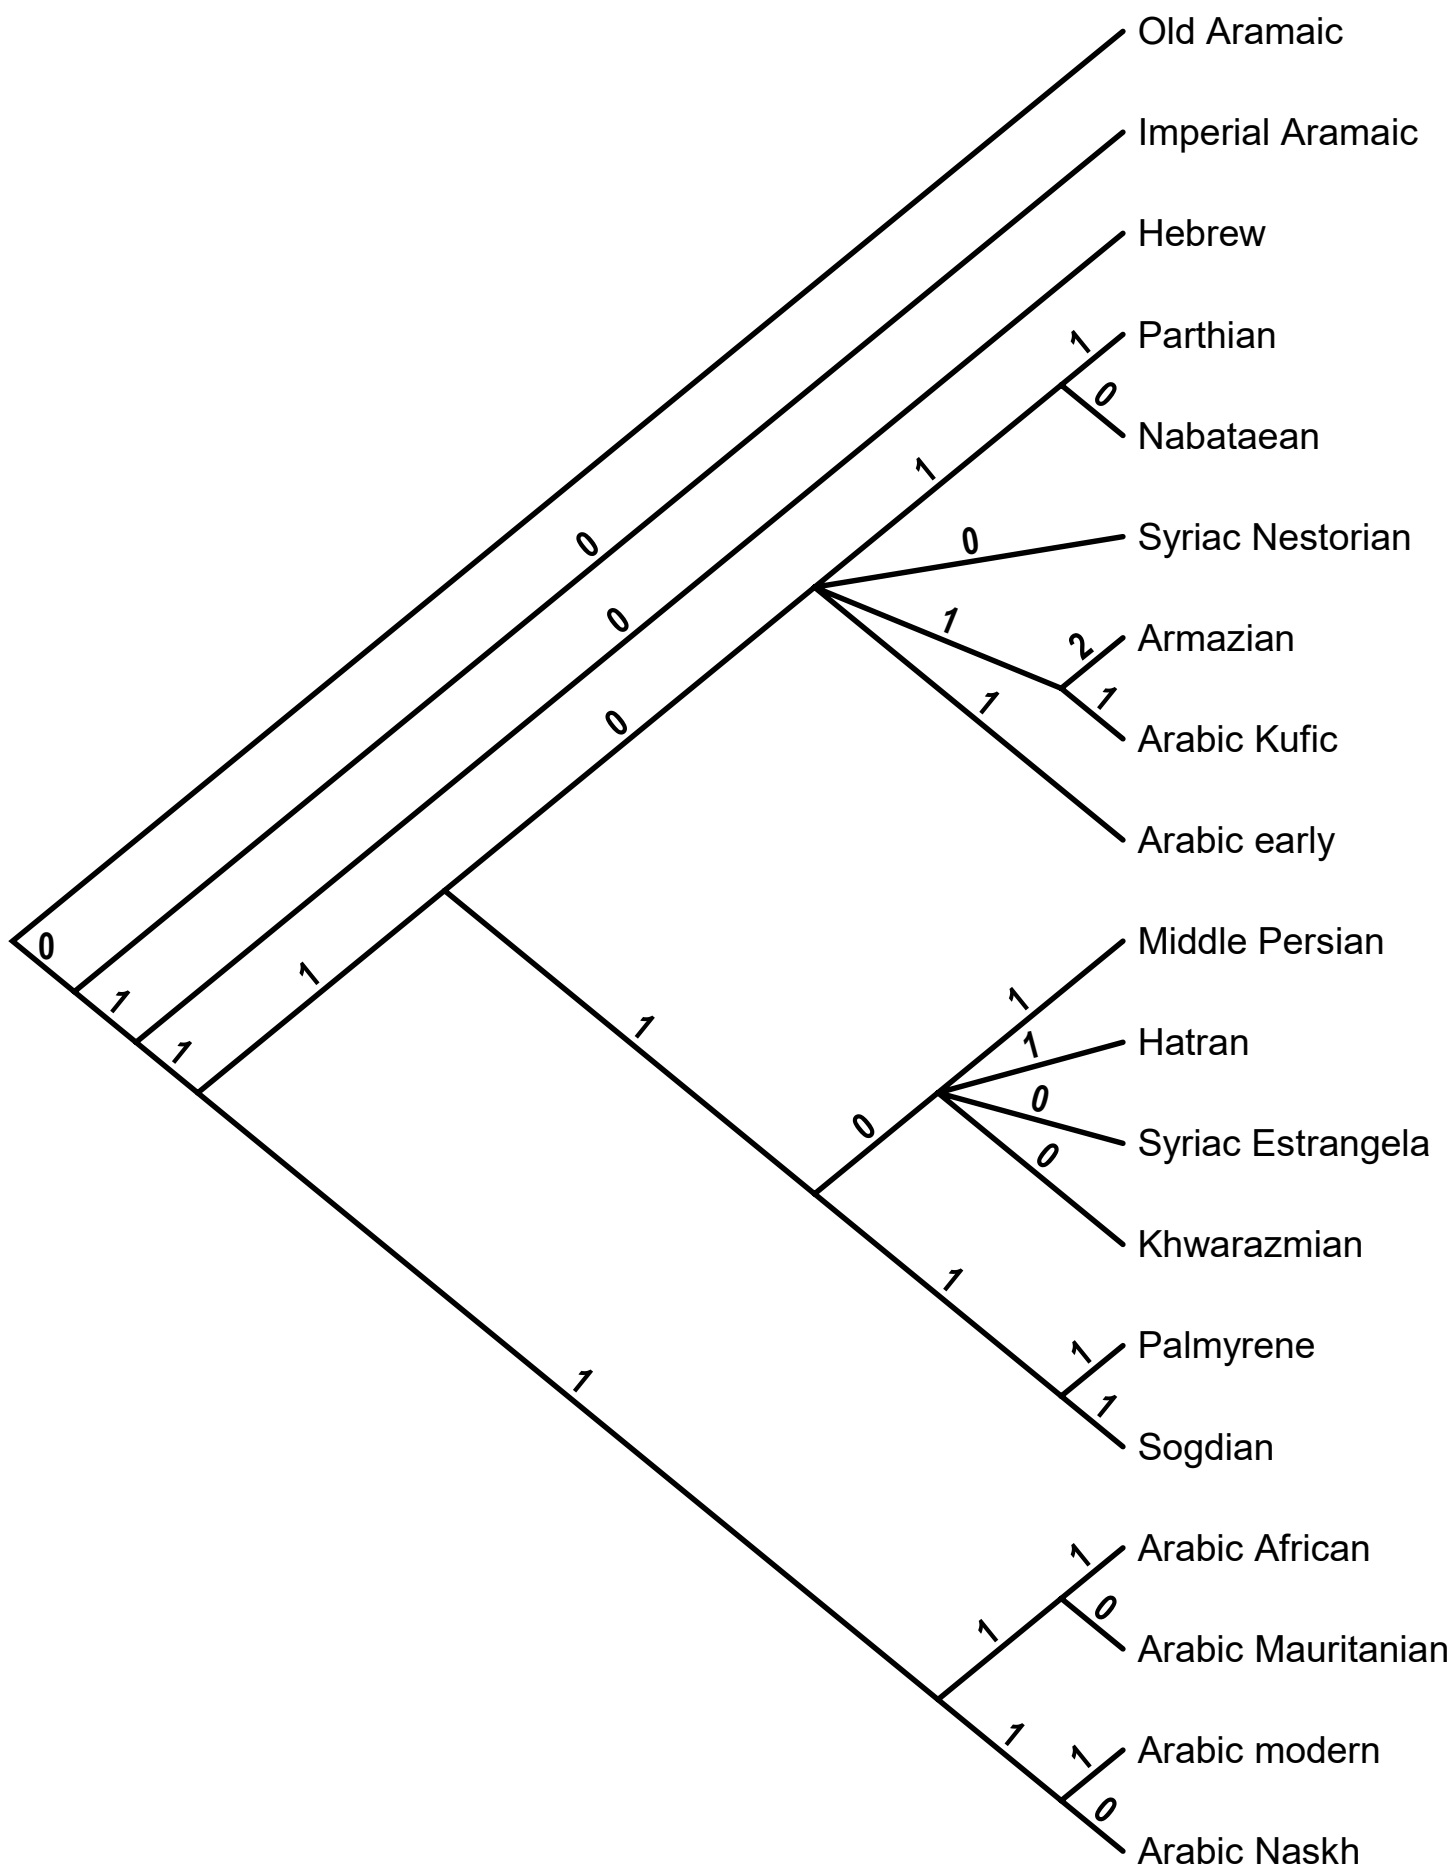 Old Aramaic
Imperial Aramaic
Hebrew
1 Parthian
0
Nabataean
1
0 Syriac Nestorian
0
1
2 Armazian
0
1
1
0
Arabic Kufic
Arabic early
0
1
Middle Persian
1
1
1
1
Hatran
1
0
Syriac Estrangela
0
0
Khwarazmian
1
1 Palmyrene
1
1
Sogdian
1 Arabic African
0
1
Arabic Mauritanian
1
1 Arabic modern
0
Arabic Naskh